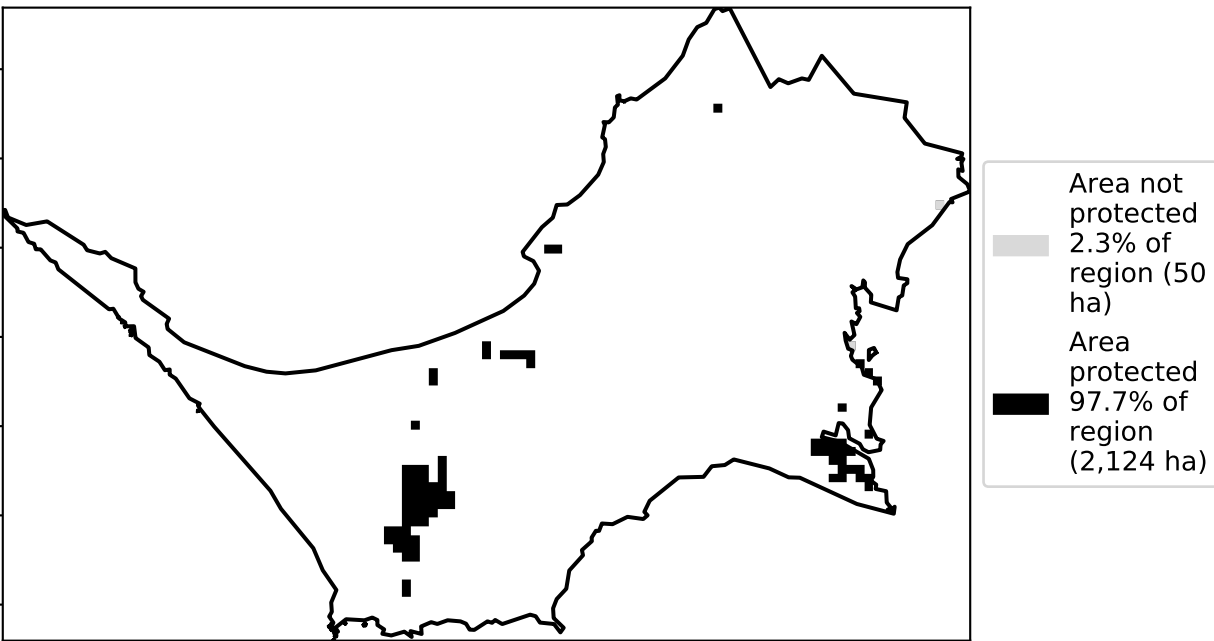 Area not
protected
2.3% of
region (50
ha)
Area
protected
97.7% of
region
(2,124 ha)